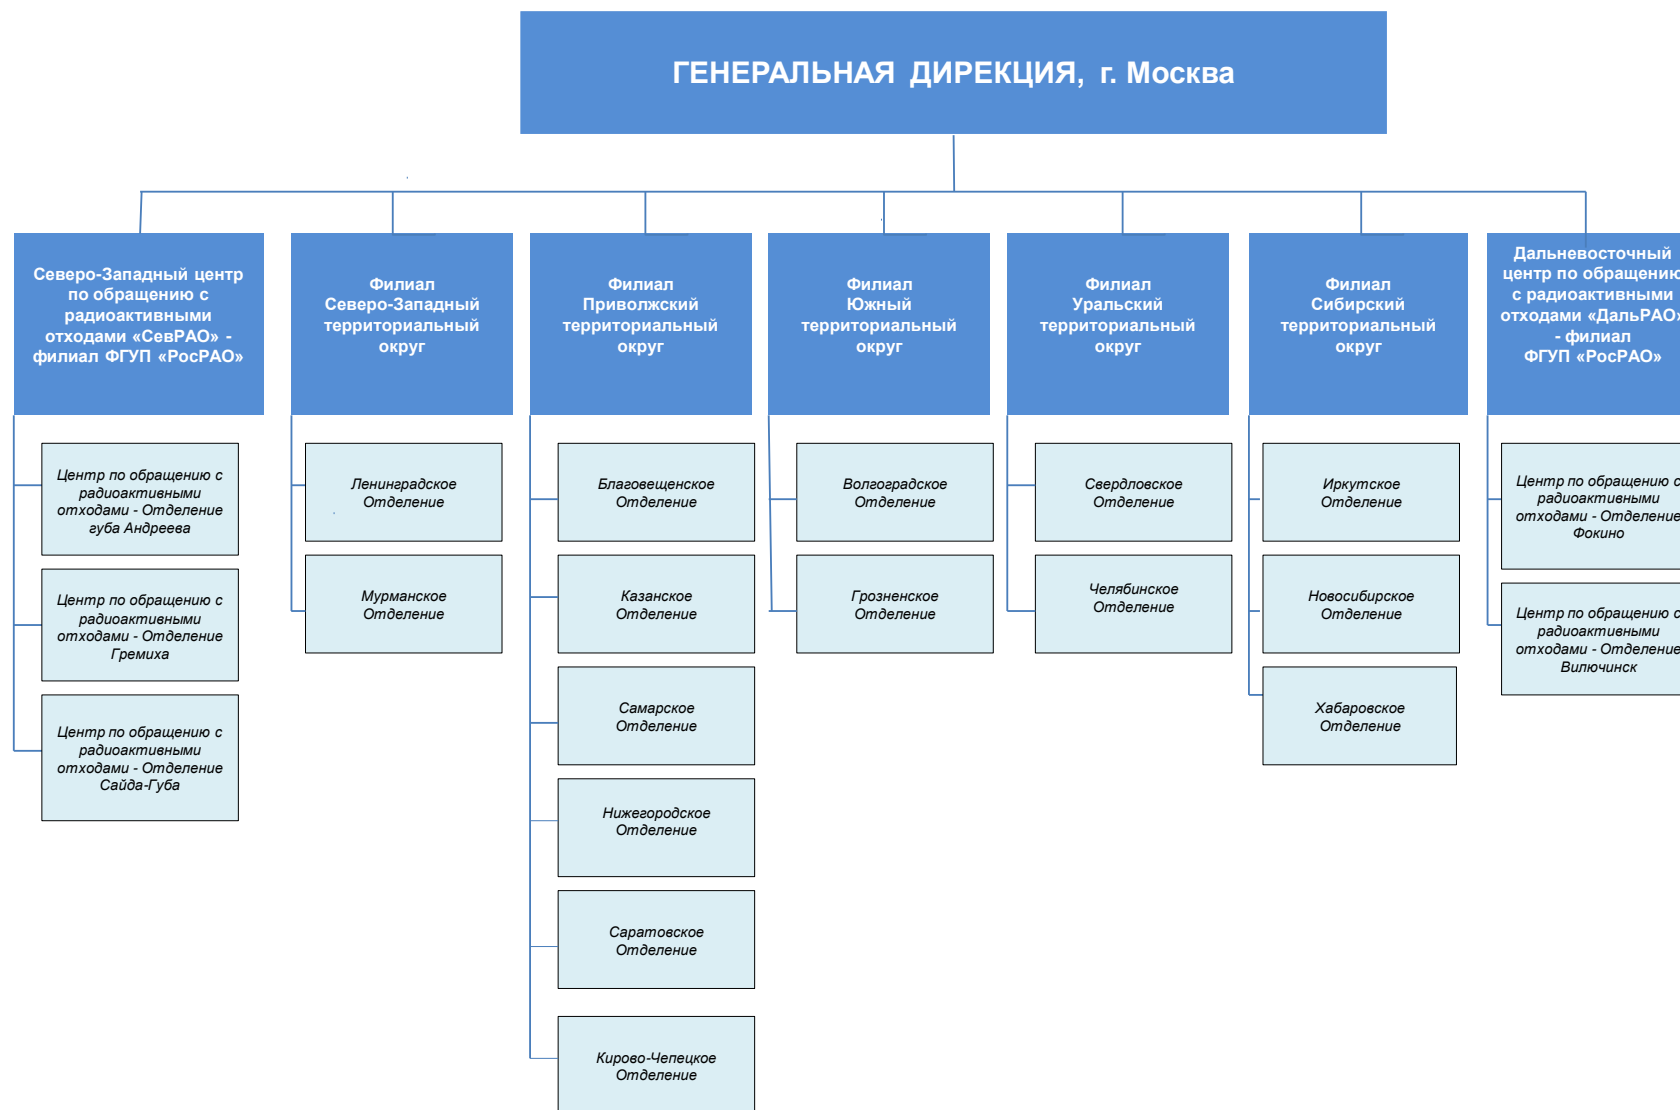 ГЕНЕРАЛЬНАЯ ДИРЕКЦИЯ, г. Москва
Северо-Западный центр
по обращению с
радиоактивными
отходами «СевРАО» -
филиал ФГУП «РосРАО»
Филиал
Северо-Западный
территориальный
округ
Филиал
Приволжский
территориальный
округ
Филиал
Южный
территориальный
округ
Филиал
Уральский
территориальный
округ
Филиал
Сибирский
территориальный
округ
Дальневосточный
центр по обращению
с радиоактивными
отходами «ДальРАО»
- филиал
ФГУП «РосРАО»
Центр по обращению с
радиоактивными
отходами - Отделение
губа Андреева
Центр по обращению с
радиоактивными
отходами - Отделение
Гремиха
Центр по обращению с
радиоактивными
отходами - Отделение
Сайда-Губа
Ленинградское
Отделение
Мурманское
Отделение
Благовещенское
Отделение
Казанское
Отделение
Самарское
Отделение
Нижегородское
Отделение
Саратовское
Отделение
Кирово-Чепецкое
Отделение
Волгоградское
Отделение
Грозненское
Отделение
Свердловское
Отделение
Челябинское
Отделение
Иркутское
Отделение
Новосибирское
Отделение
Хабаровское
Отделение
Центр по обращению с
радиоактивными
отходами - Отделение
Фокино
Центр по обращению с
радиоактивными
отходами - Отделение
Вилючинск